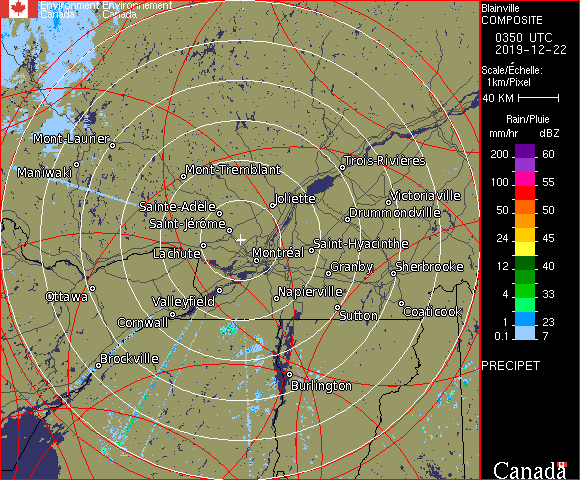 Environment Environnement
Canada Canada
Blainville
COMPOSITE
0350 UTC
2019-12-22
Scale/Échelle:
1km/Pixel
40 KM
Rain/Pluie
mm/hr dBZ
200 60
100 55
50 50
24 45
12 40
4 33
1 23
0.1 7
PRECIPET
Mont-Laurier
Maniwaki
Mont-Tremblant
Trois-Rivières
Joliette
Victoriaville
Sainte-Adèle
Drummondville
Saint-Jérôme
Lachute
Montréal
Saint-Hyacinthe
Granby
Sherbrooke
Ottawa
Valleyfield
Napierville
Cornwall
Sutton
Coaticook
Brockville
Burlington
Canada